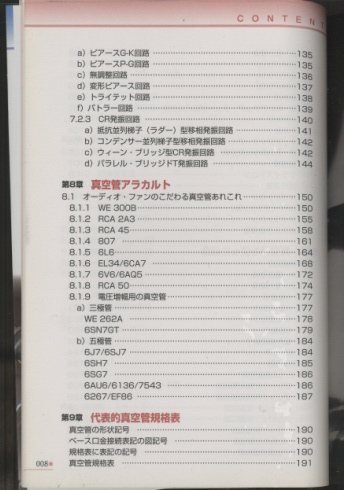 CONTENT
a）ピアースG-K回路 135
b）ピアースP-G回路 135
c）無調整回路 136
d）変形ピアース回路 137
e）トライテット回路 138
f）バトラー回路 139
7.2.3 CR発振回路 140
a）抵抗並列梯子（ラダー）型移相発振回路 141
b）コンデンサー並列梯子型移相発振回路 142
c）ウィーン・ブリッジ型CR発振回路 142
d）パラレル・ブリッジドT発振回路 144
第8章 真空管アラカルト
8.1 オーディオ・ファンのこだわる真空管あれこれ 150
8.1.1 WE 300B 150
8.1.2 RCA 2A3 155
8.1.3 RCA 45 158
8.1.4 807 161
8.1.5 6L6 164
8.1.6 EL34/6CA7 168
8.1.7 6V6/6AQ5 172
8.1.8 RCA 50 174
8.1.9 電圧増幅用の真空管 177
a）三極管 177
WE 262A 178
6SN7GT 179
b）五極管 184
6J7/6SJ7 184
6SH7 185
6SG7 186
6AU6/6136/7543 186
6267/EF86 187
第9章 代表的真空管規格表
真空管の形状記号 190
ベース口金接続表記の図記号 190
規格表に表記の記号 190
真空管規格表 191
008